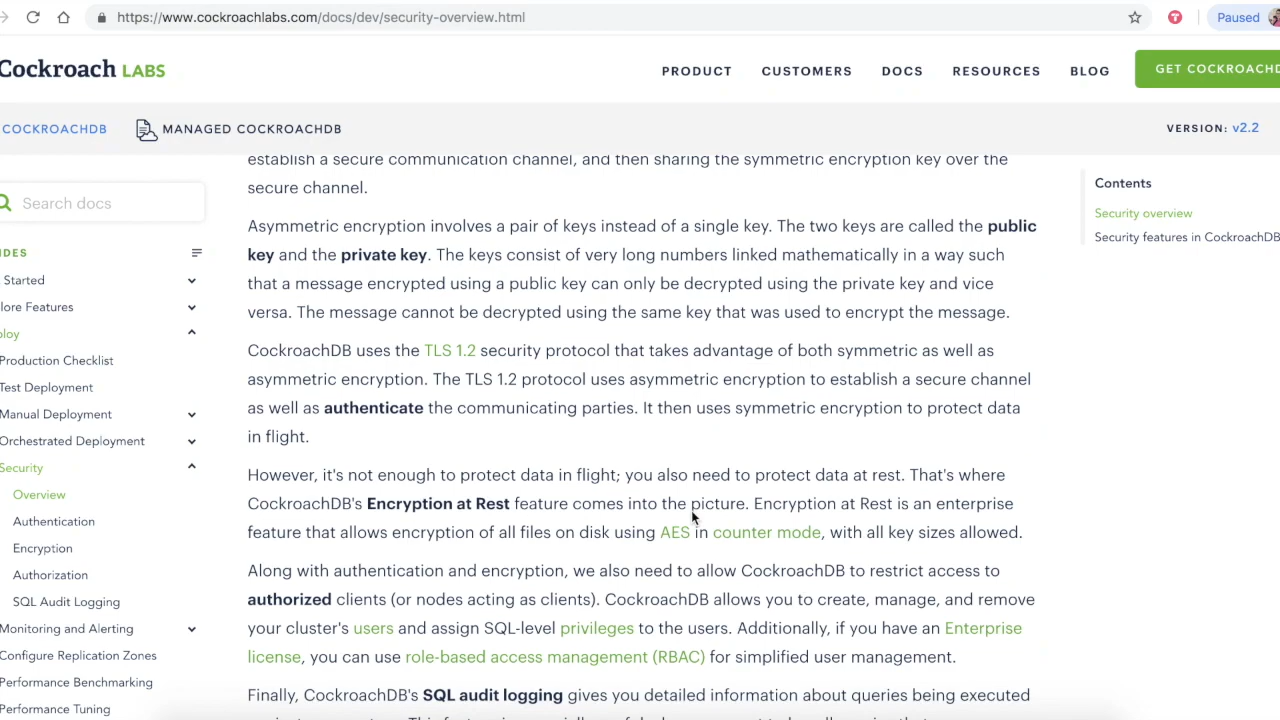 https://www.cockroachlabs.com/docs/dev/security-overview.html
Paused
Cockroach LABS
PRODUCT
CUSTOMERS
DOCS
RESOURCES
BLOG
GET COCKROACHD
COCKROACHDB
MANAGED COCKROACHDB
VERSION: v2.2
Search docs
IDES
Started
lore Features
ploy
Production Checklist
Test Deployment
Manual Deployment
Orchestrated Deployment
Security
Overview
Authentication
Encryption
Authorization
SQL Audit Logging
Monitoring and Alerting
Configure Replication Zones
Performance Benchmarking
Performance Tuning
establish a secure communication channel, and then sharing the symmetric encryption key over the
secure channel.
Asymmetric encryption involves a pair of keys instead of a single key. The two keys are called the public
key and the private key. The keys consist of very long numbers linked mathematically in a way such
that a message encrypted using a public key can only be decrypted using the private key and vice
versa. The message cannot be decrypted using the same key that was used to encrypt the message.
CockroachDB uses the TLS 1.2 security protocol that takes advantage of both symmetric as well as
asymmetric encryption. The TLS 1.2 protocol uses asymmetric encryption to establish a secure channel
as well as authenticate the communicating parties. It then uses symmetric encryption to protect data
in flight.
However, it's not enough to protect data in flight; you also need to protect data at rest. That's where
CockroachDB's Encryption at Rest feature comes into the picture. Encryption at Rest is an enterprise
feature that allows encryption of all files on disk using AES in counter mode, with all key sizes allowed.
Along with authentication and encryption, we also need to allow CockroachDB to restrict access to
authorized clients (or nodes acting as clients). CockroachDB allows you to create, manage, and remove
your cluster's users and assign SQL-level privileges to the users. Additionally, if you have an Enterprise
license, you can use role-based access management (RBAC) for simplified user management.
Finally, CockroachDB's SQL audit logging gives you detailed information about queries being executed
Contents
Security overview
Security features in CockroachDB